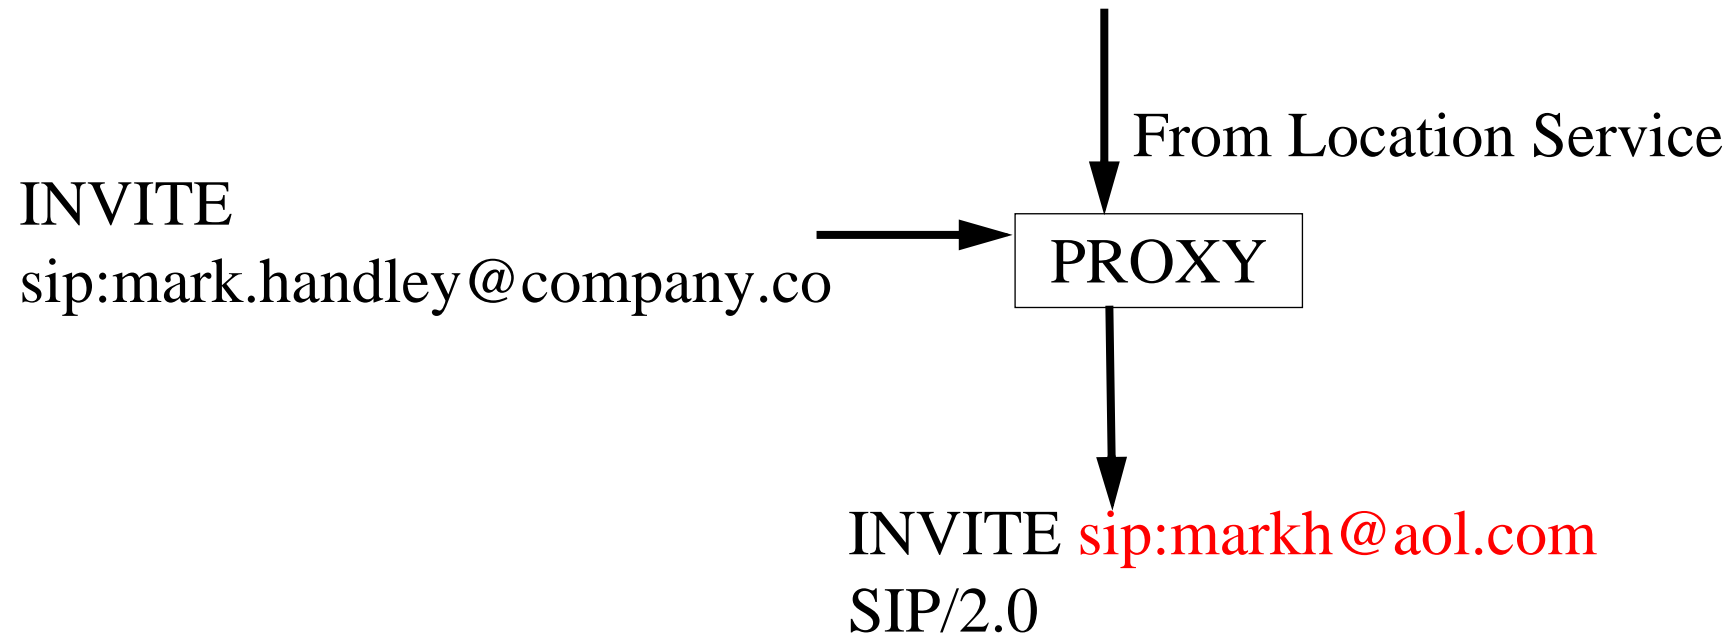 From Location Service
INVITE
sip:mark.handley@company.co
PROXY
INVITE sip:markh@aol.com
SIP/2.0